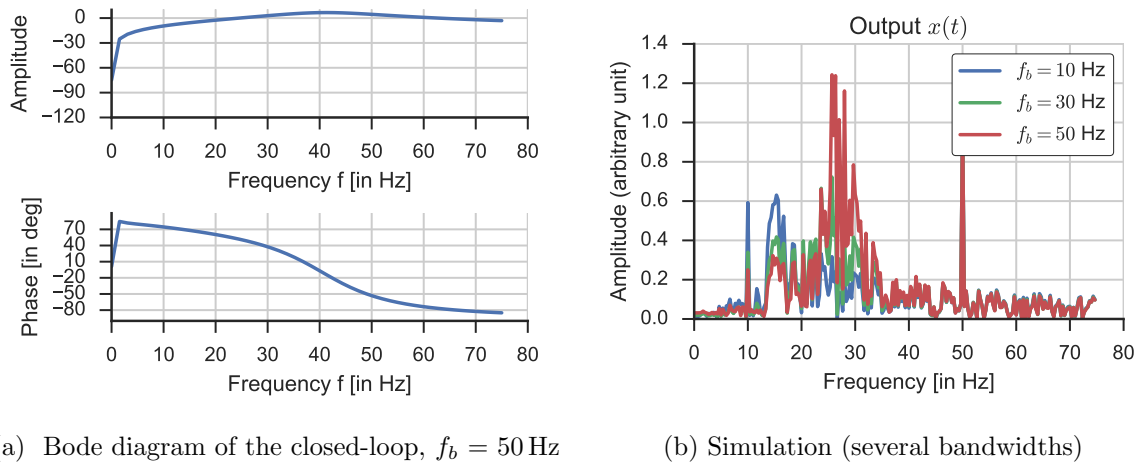 Amplitude
0
−30
−60
−90
−120
0 10 20 30 40 50 60 70 80
Frequency f [in Hz]
Phase [in deg]
70
40
10
−20
−50
−80
0 10 20 30 40 50 60 70 80
Frequency f [in Hz]
a) Bode diagram of the closed-loop, f_b = 50 Hz
Output x(t)
Amplitude (arbitrary unit)
1.4
1.2
1.0
0.8
0.6
0.4
0.2
0.0
f_b = 10 Hz
f_b = 30 Hz
f_b = 50 Hz
0 10 20 30 40 50 60 70 80
Frequency [in Hz]
(b) Simulation (several bandwidths)